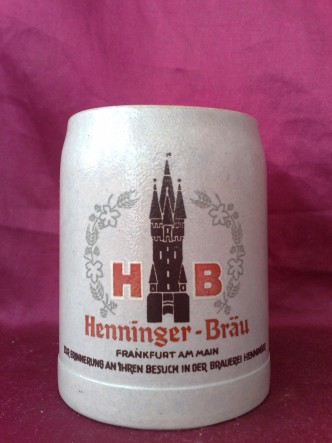 H B
Henninger-Bräu
FRANKFURT AM MAIN
ZUR ERINNERUNG AN IHREN BESUCH IN DER BRAUEREI HENNINGER